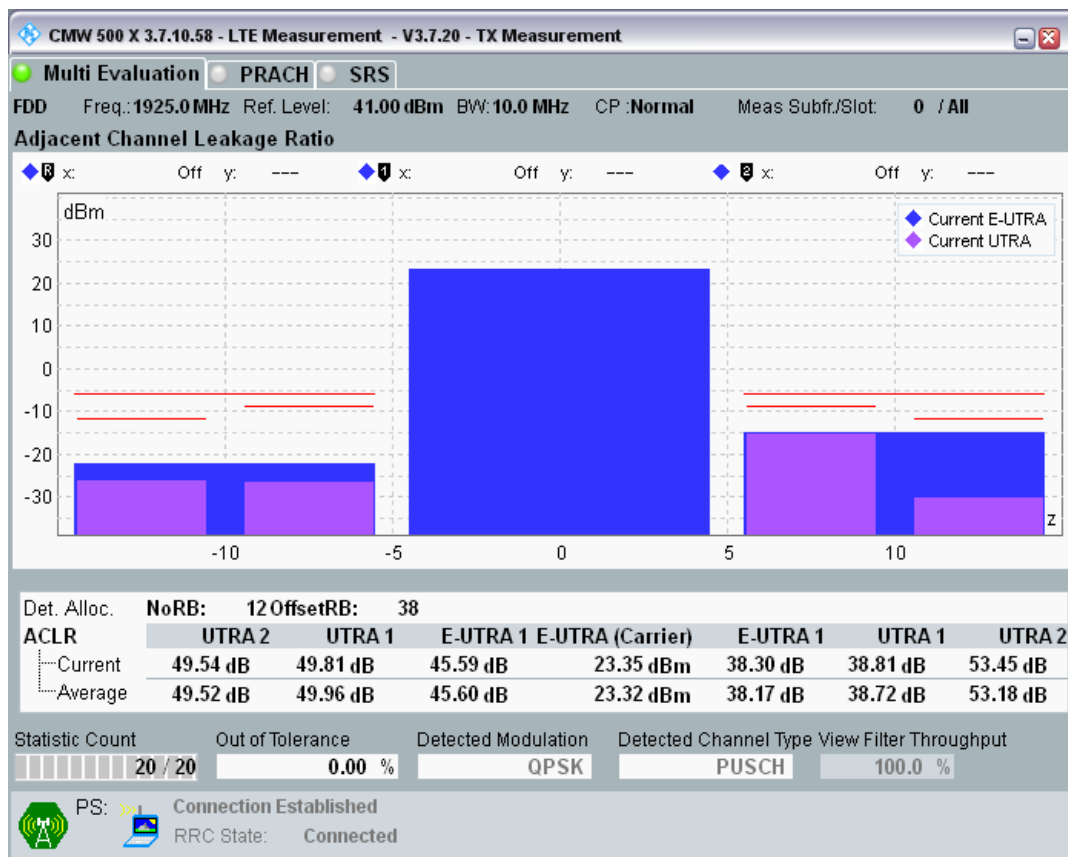 CMW 500 X 3.7.10.58 - LTE Measurement - V3.7.20 - TX Measurement
Multi Evaluation PRACH SRS
FDD Freq.:1925.0 MHz Ref. Level: 41.00 dBm BW:10.0 MHz CP :Normal Meas Subfr./Slot: 0 / All
Adjacent Channel Leakage Ratio
R x: Off y: --- 1 x: Off y: --- 2 x: Off y: ---
dBm
Current E-UTRA
Current UTRA
30
20
10
0
-10
-20
-30
z
-10 -5 0 5 10
Det. Alloc. NoRB: 12 OffsetRB: 38
ACLR UTRA 2 UTRA 1 E-UTRA 1 E-UTRA (Carrier) E-UTRA 1 UTRA 1 UTRA 2
Current 49.54 dB 49.81 dB 45.59 dB 23.35 dBm 38.30 dB 38.81 dB 53.45 dB
Average 49.52 dB 49.96 dB 45.60 dB 23.32 dBm 38.17 dB 38.72 dB 53.18 dB
Statistic Count Out of Tolerance Detected Modulation Detected Channel Type View Filter Throughput
20 / 20 0.00 % QPSK PUSCH 100.0 %
PS: Connection Established
RRC State: Connected